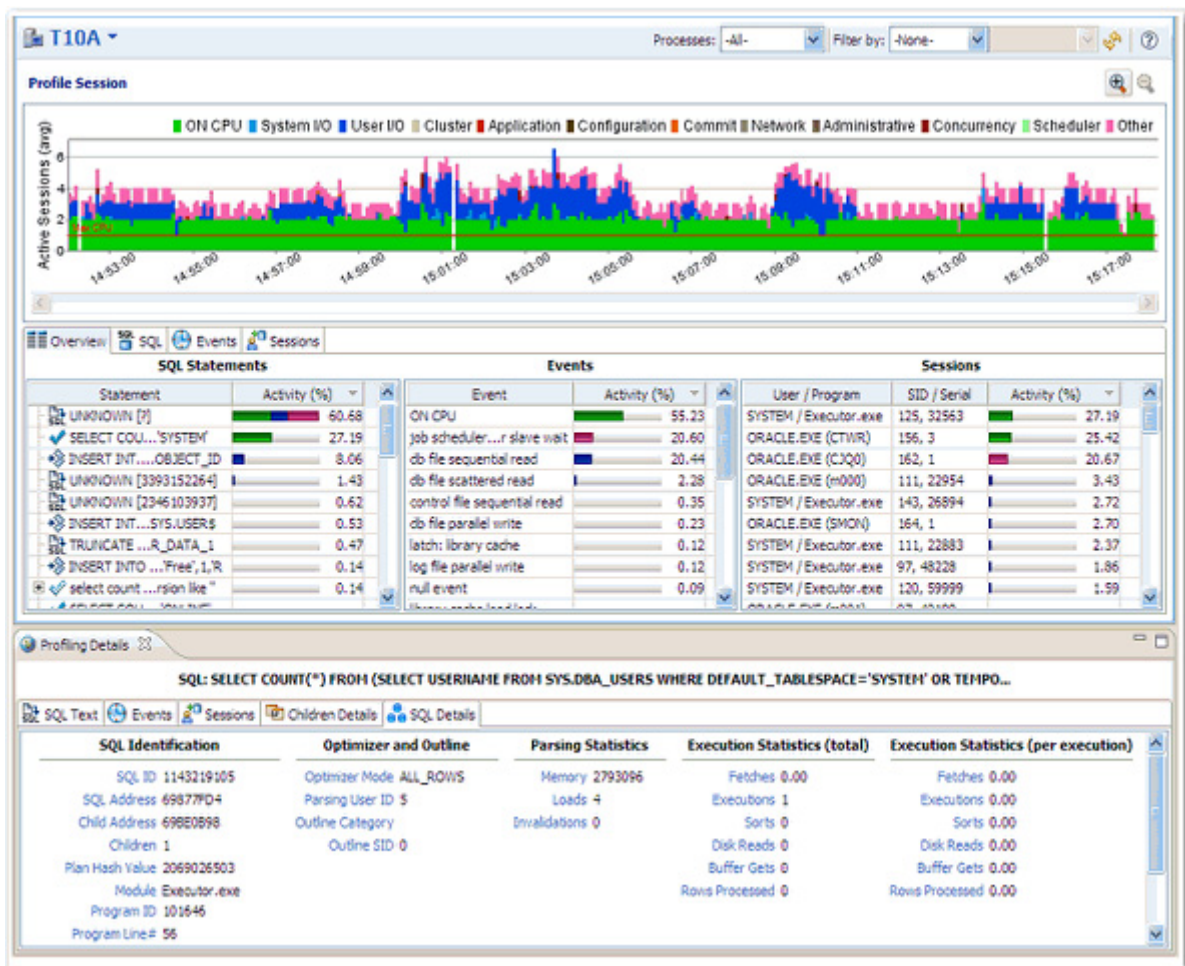 T10A
Processes: -All- Filter by: -None-
Profile Session
ON CPU System I/O User I/O Cluster Application Configuration Commit Network Administrative Concurrency Scheduler Other
Active Sessions (avg)
6
4
2
Max CPU
0
14:53:00 14:55:00 14:57:00 14:59:00 15:01:00 15:03:00 15:05:00 15:07:00 15:09:00 15:11:00 15:13:00 15:15:00 15:17:00
Overview SQL Events Sessions
SQL Statements Events Sessions
Statement Activity (%) Event Activity (%) User / Program SID / Serial Activity (%)
UNKNOWN [?] 60.68 ON CPU 55.23 SYSTEM / Executor.exe 125, 32563 27.19
SELECT COU...'SYSTEM' 27.19 job scheduler...r slave wait 20.60 ORACLE.EXE (CTWR) 156, 3 25.42
INSERT INT....OBJECT_ID 8.06 db file sequential read 20.44 ORACLE.EXE (CJQ0) 162, 1 20.67
UNKNOWN [3393152264] 1.43 db file scattered read 2.28 ORACLE.EXE (m000) 111, 22954 3.43
UNKNOWN [2346103937] 0.62 control file sequential read 0.35 SYSTEM / Executor.exe 143, 26894 2.72
INSERT INT...SYS.USER$ 0.53 db file parallel write 0.23 ORACLE.EXE (SMON) 164, 1 2.70
TRUNCATE ...R_DATA_1 0.47 latch: library cache 0.12 SYSTEM / Executor.exe 111, 22883 2.37
INSERT INTO ...'Free',1,'R 0.14 log file parallel write 0.12 SYSTEM / Executor.exe 97, 48228 1.86
select count ...rsion like " 0.14 null event 0.09 SYSTEM / Executor.exe 120, 59999 1.59
Profiling Details
SQL: SELECT COUNT(*) FROM (SELECT USERNAME FROM SYS.DBA_USERS WHERE DEFAULT_TABLESPACE='SYSTEM' OR TEMPO...
SQL Text Events Sessions Children Details SQL Details
SQL Identification Optimizer and Outline Parsing Statistics Execution Statistics (total) Execution Statistics (per execution)
SQL ID 1143219105 Optimizer Mode ALL_ROWS Memory 2793096 Fetches 0.00 Fetches 0.00
SQL Address 69877FD4 Parsing User ID 5 Loads 4 Executions 1 Executions 0.00
Child Address 69BE0B98 Outline Category Invalidations 0 Sorts 0 Sorts 0.00
Children 1 Outline SID 0 Disk Reads 0 Disk Reads 0.00
Plan Hash Value 2069026503 Buffer Gets 0 Buffer Gets 0.00
Module Executor.exe Rows Processed 0 Rows Processed 0.00
Program ID 101646
Program Line# 56